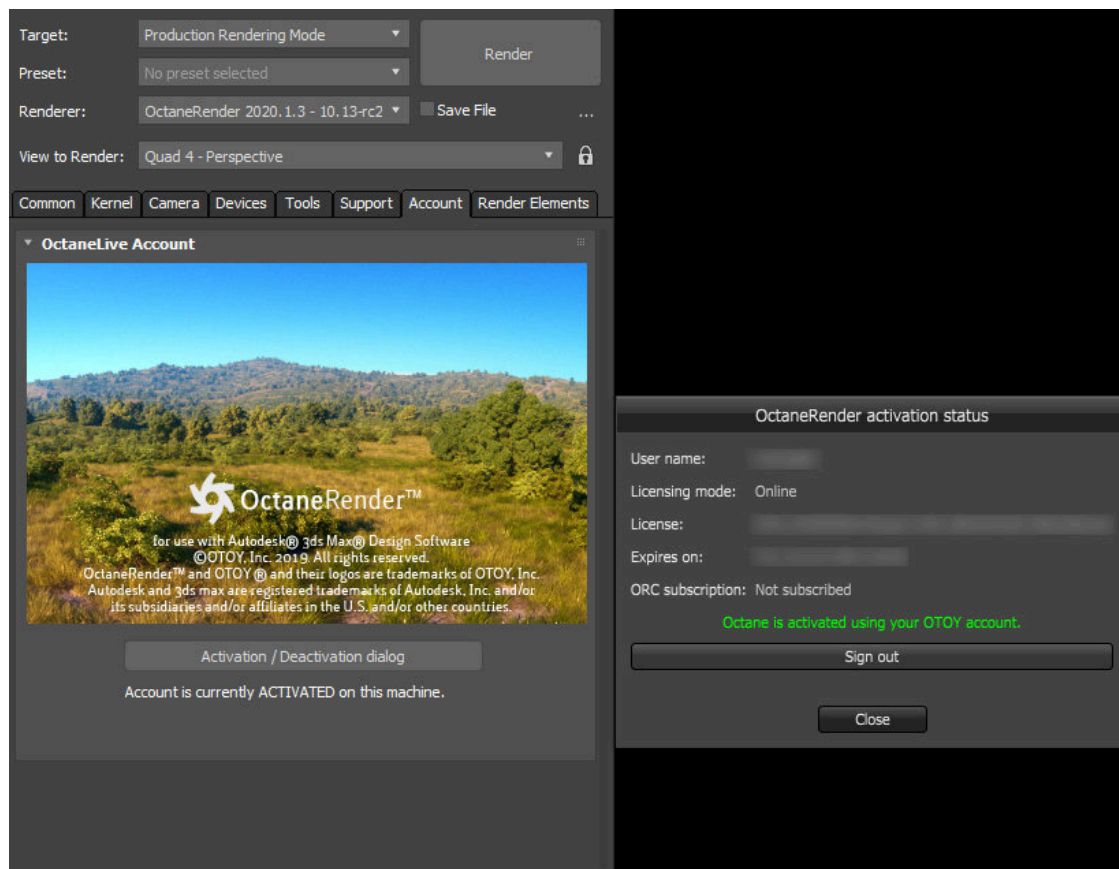 Target:
Production Rendering Mode
Render
Preset:
No preset selected
Renderer:
OctaneRender 2020.1.3 - 10.13-rc2
Save File
...
View to Render:
Quad 4 - Perspective
Common Kernel Camera Devices Tools Support Account Render Elements
OctaneLive Account
OctaneRender™
for use with Autodesk® 3ds Max® Design Software
©OTOY, Inc. 2019. All rights reserved.
OctaneRender™ and OTOY ® and their logos are trademarks of OTOY, Inc.
Autodesk and 3ds max are registered trademarks of Autodesk, Inc. and/or
its subsidiaries and/or affiliates in the U.S. and/or other countries.
Activation / Deactivation dialog
Account is currently ACTIVATED on this machine.
OctaneRender activation status
User name:
Licensing mode: Online
License:
Expires on:
ORC subscription: Not subscribed
Octane is activated using your OTOY account.
Sign out
Close